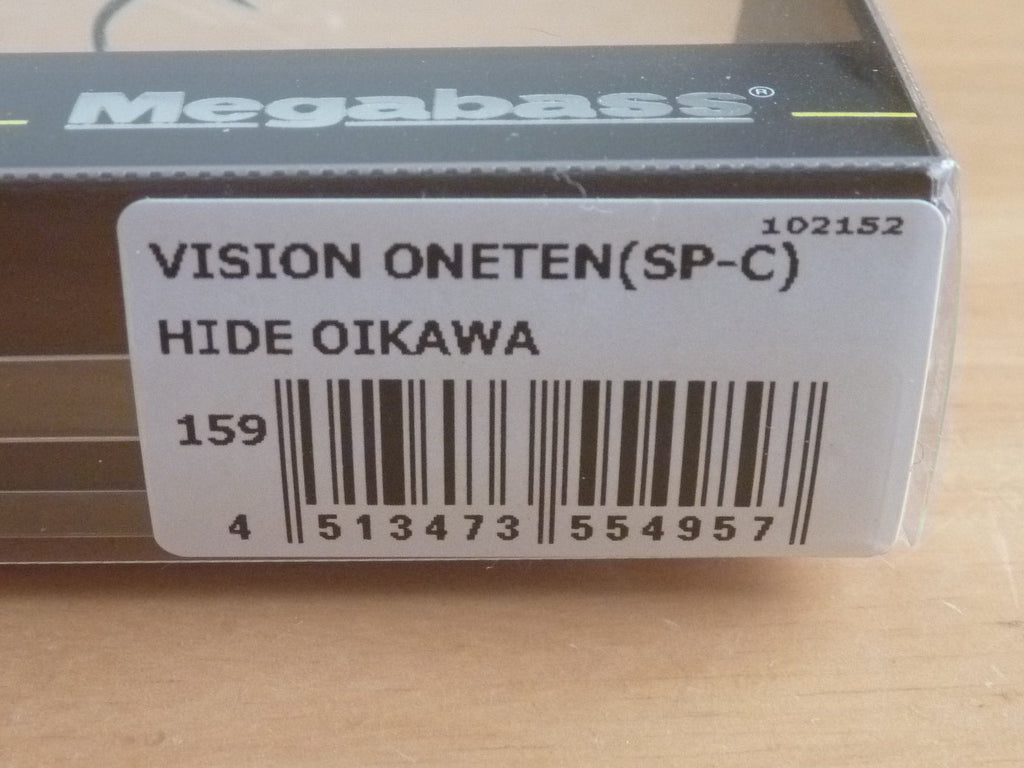 Megabass®
102152
VISION ONETEN(SP-C)
HIDE OIKAWA
159
4 513473 554957